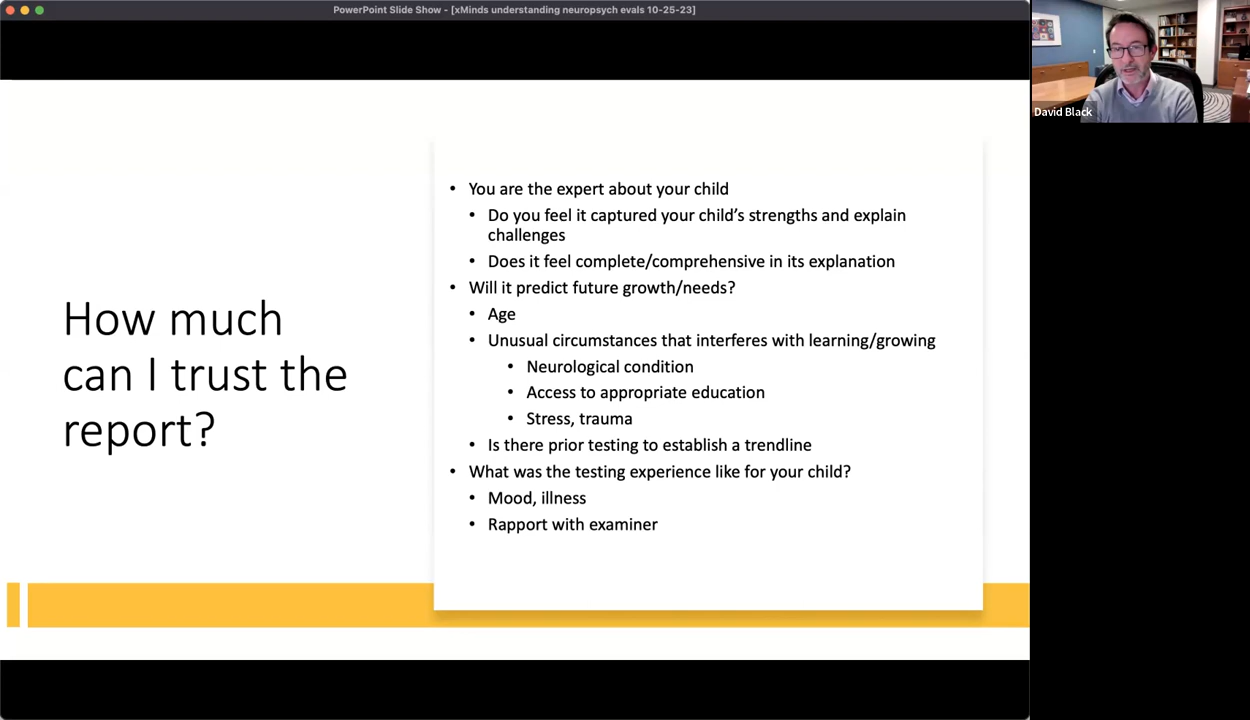 PowerPoint Slide Show - [xMinds understanding neuropsych evals 10-25-23]
David Black
How much
can I trust the
report?
• You are the expert about your child
• Do you feel it captured your child's strengths and explain
challenges
• Does it feel complete/comprehensive in its explanation
• Will it predict future growth/needs?
• Age
• Unusual circumstances that interferes with learning/growing
• Neurological condition
• Access to appropriate education
• Stress, trauma
• Is there prior testing to establish a trendline
• What was the testing experience like for your child?
• Mood, illness
• Rapport with examiner